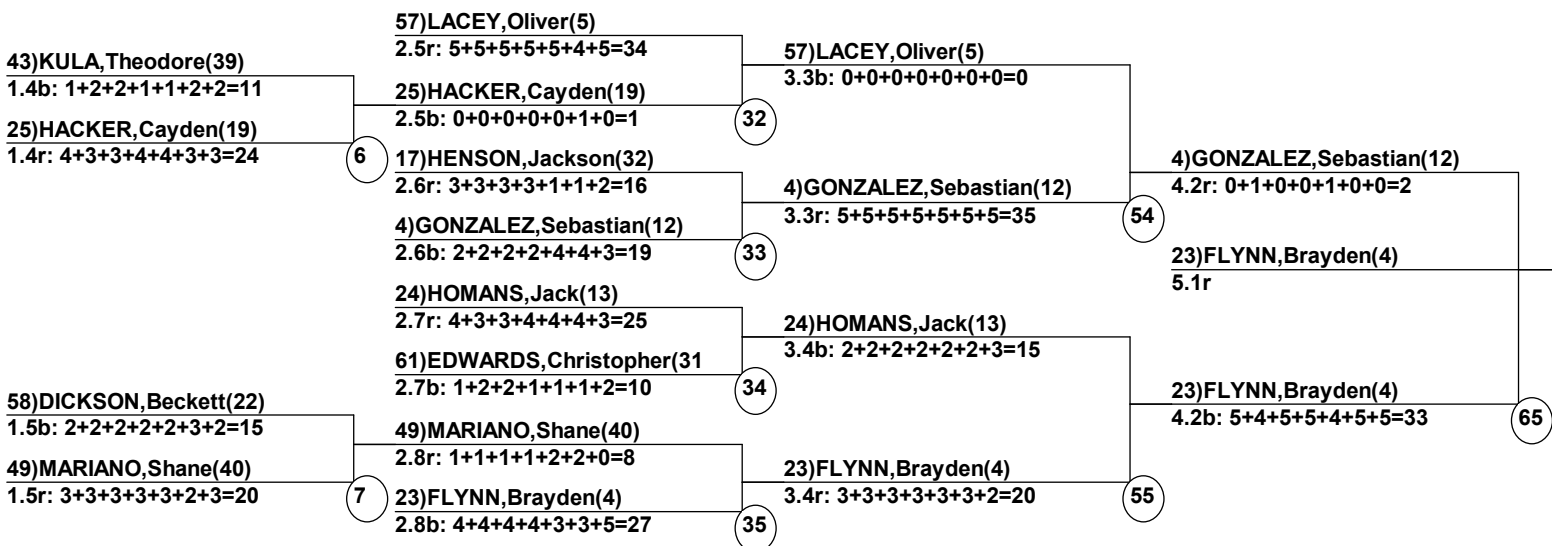 43)KULA,Theodore(39)
1.4b: 1+2+2+1+1+2+2=11
25)HACKER,Cayden(19)
1.4r: 4+3+3+4+4+3+3=24
6
58)DICKSON,Beckett(22)
1.5b: 2+2+2+2+2+3+2=15
49)MARIANO,Shane(40)
1.5r: 3+3+3+3+3+2+3=20
7
57)LACEY,Oliver(5)
2.5r: 5+5+5+5+5+4+5=34
25)HACKER,Cayden(19)
2.5b: 0+0+0+0+0+1+0=1
32
17)HENSON,Jackson(32)
2.6r: 3+3+3+3+1+1+2=16
4)GONZALEZ,Sebastian(12)
2.6b: 2+2+2+2+4+4+3=19
33
24)HOMANS,Jack(13)
2.7r: 4+3+3+4+4+4+3=25
61)EDWARDS,Christopher(31
2.7b: 1+2+2+1+1+1+2=10
34
49)MARIANO,Shane(40)
2.8r: 1+1+1+1+2+2+0=8
23)FLYNN,Brayden(4)
2.8b: 4+4+4+4+3+3+5=27
35
57)LACEY,Oliver(5)
3.3b: 0+0+0+0+0+0+0=0
4)GONZALEZ,Sebastian(12)
3.3r: 5+5+5+5+5+5+5=35
54
24)HOMANS,Jack(13)
3.4b: 2+2+2+2+2+2+3=15
23)FLYNN,Brayden(4)
3.4r: 3+3+3+3+3+3+2=20
55
4)GONZALEZ,Sebastian(12)
4.2r: 0+1+0+0+1+0+0=2
23)FLYNN,Brayden(4)
4.2b: 5+4+5+5+4+5+5=33
65
23)FLYNN,Brayden(4)
5.1r